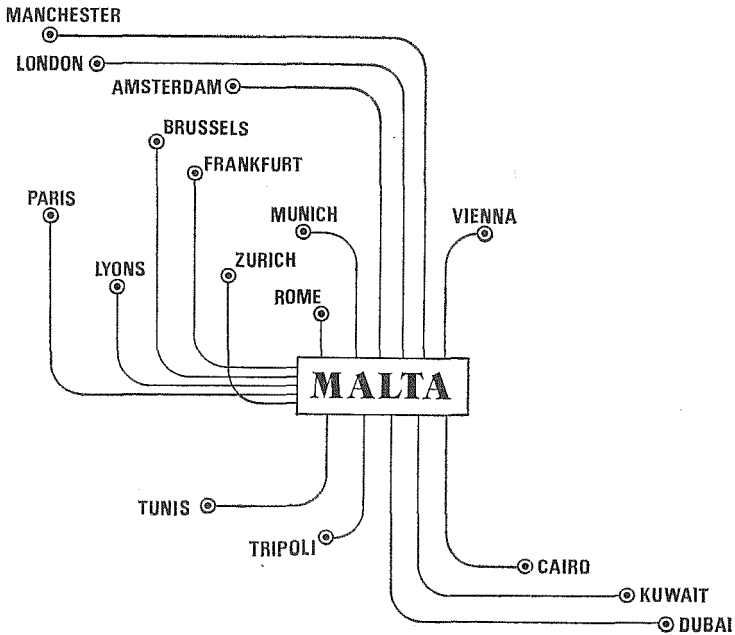 MANCHESTER
LONDON
AMSTERDAM
BRUSSELS
FRANKFURT
PARIS
MUNICH
VIENNA
LYONS
ZURICH
ROME
MALTA
TUNIS
TRIPOLI
CAIRO
KUWAIT
DUBAI